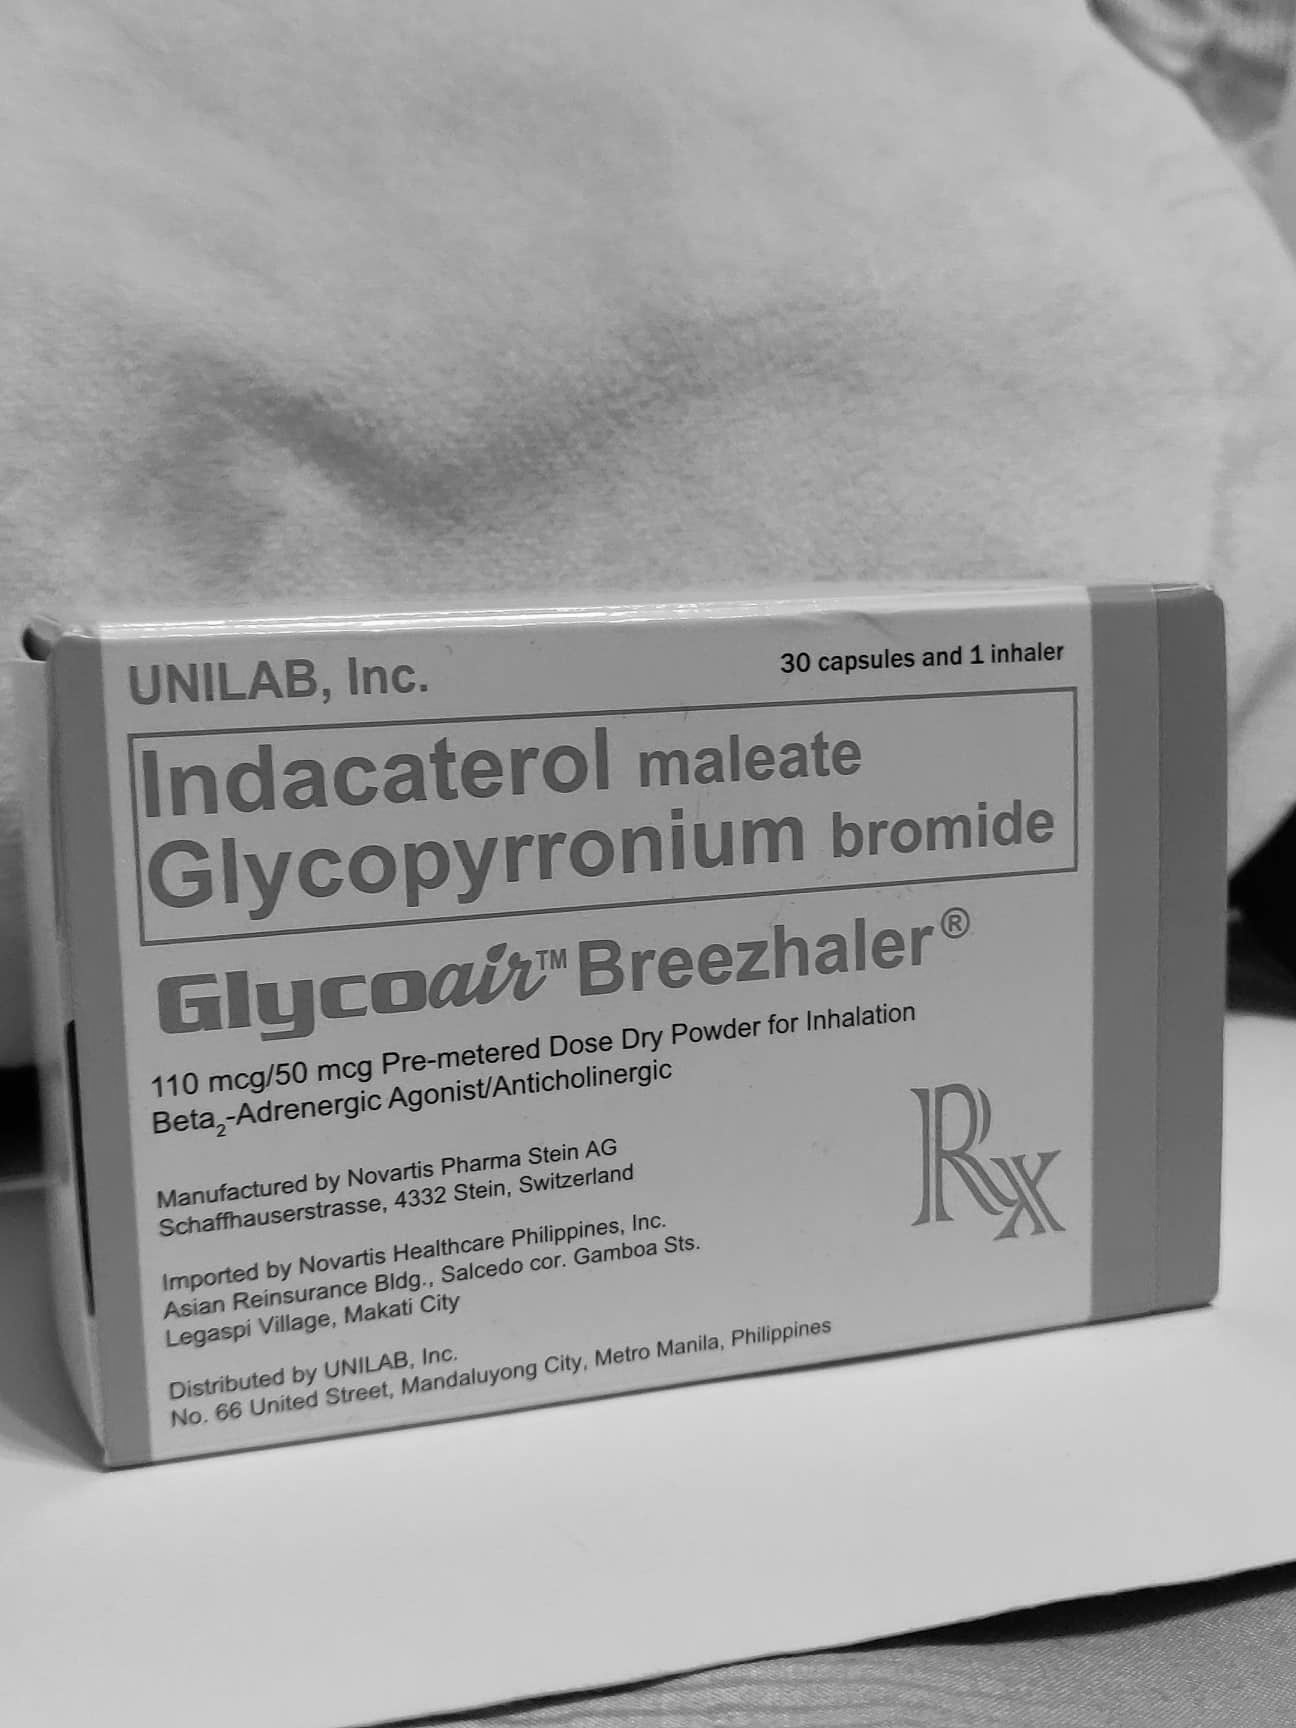 UNILAB, Inc.
30 capsules and 1 inhaler
Indacaterol maleate
Glycopyrronium bromide
Glycoair™ Breezhaler®
110 mcg/50 mcg Pre-metered Dose Dry Powder for Inhalation
Beta₂-Adrenergic Agonist/Anticholinergic
Rx
Manufactured by Novartis Pharma Stein AG
Schaffhauserstrasse, 4332 Stein, Switzerland
Imported by Novartis Healthcare Philippines, Inc.
Asian Reinsurance Bldg., Salcedo cor. Gamboa Sts.
Legaspi Village, Makati City
Distributed by UNILAB, Inc.
No. 66 United Street, Mandaluyong City, Metro Manila, Philippines